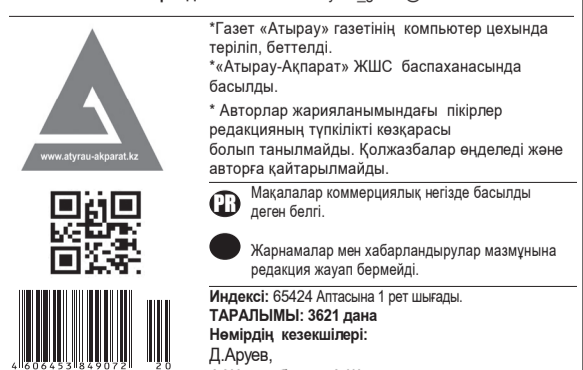 *Газет «Атырау» газетінің компьютер цехында
теріліп, беттелді.
*«Атырау-Ақпарат» ЖШС баспаханасында
басылды.
* Авторлар жарияланымындағы пікірлер
редакцияның түпкілікті көзқарасы
болып танылмайды. Қолжазбалар өңделеді және
авторға қайтарылмайды.
www.atyrau-akparat.kz
PR
Мақалалар коммерциялық негізде басылды
деген белгі.
Жарнамалар мен хабарландырулар мазмұнына
редакция жауап бермейді.
Индексі: 65424 Аптасына 1 рет шығады.
ТАРАЛЫМЫ: 3621 дана
Нөмірдің кезекшілері:
Д.Аруев,
4 606453 849072 20